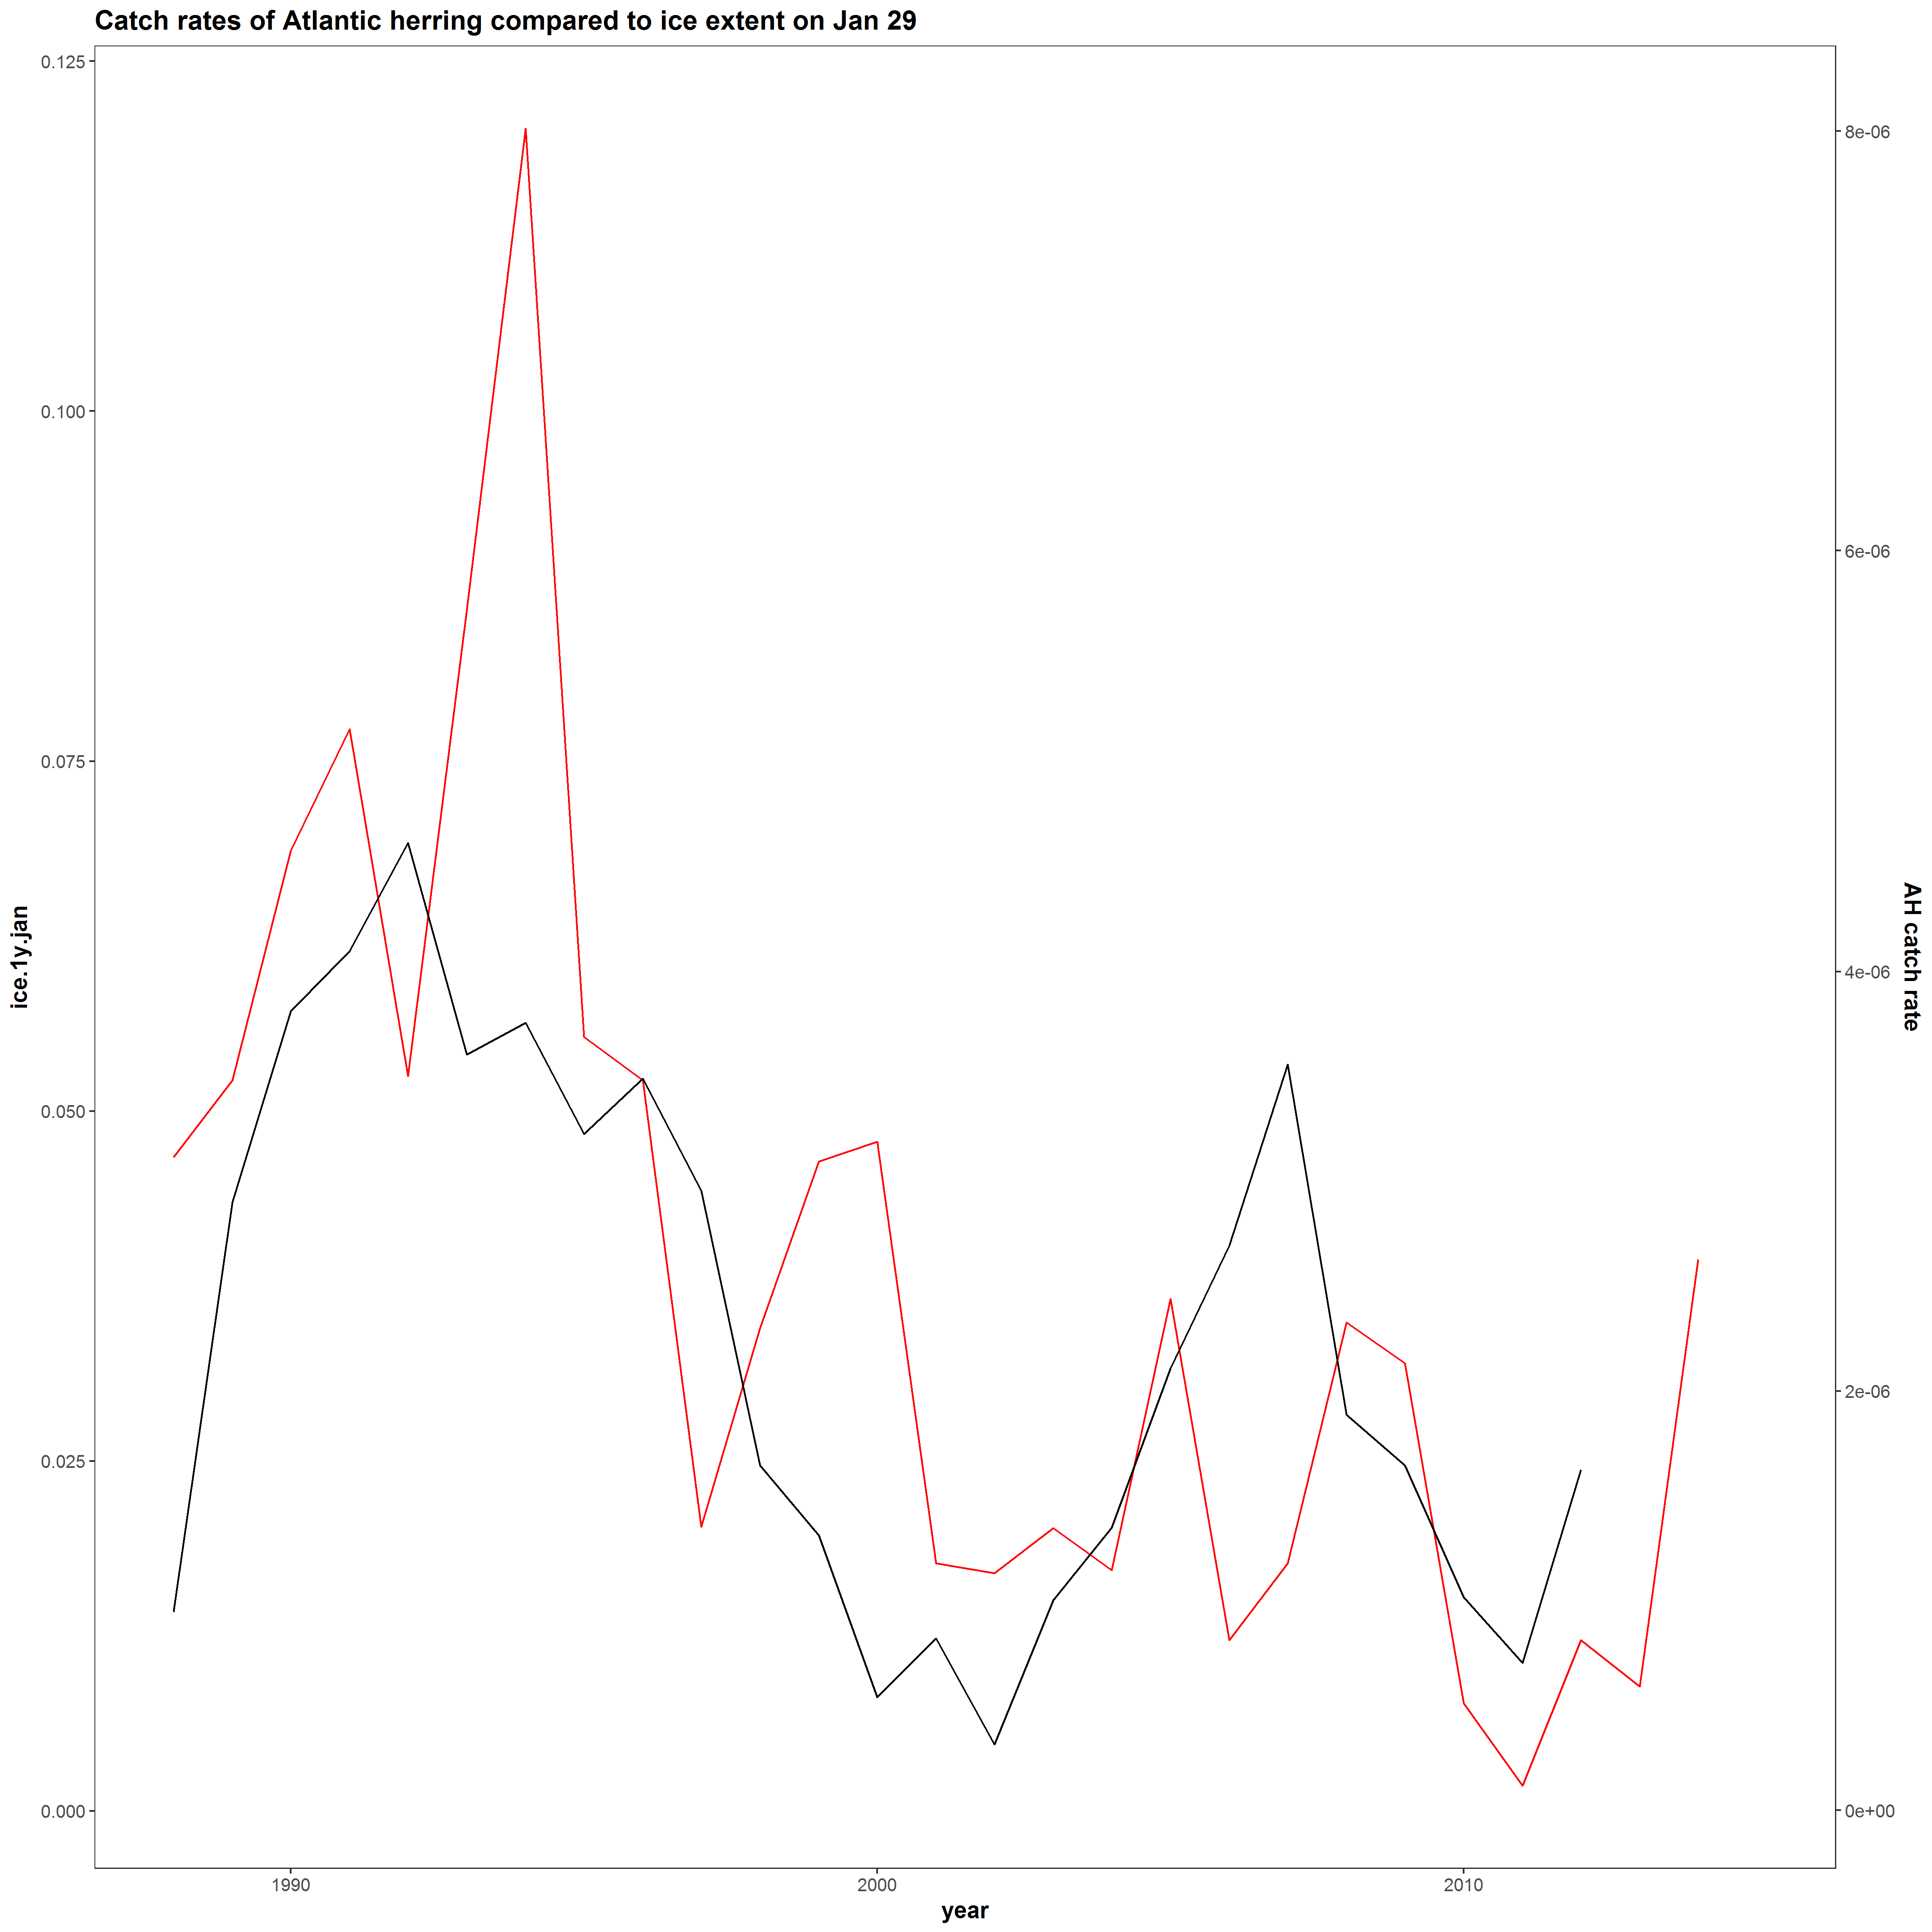 Catch rates of Atlantic herring compared to ice extent on Jan 29
0.125
0.100
0.075
0.050
0.025
0.000
ice.1y.jan
8e-06
6e-06
4e-06
2e-06
0e+00
AH catch rate
1990
2000
2010
year